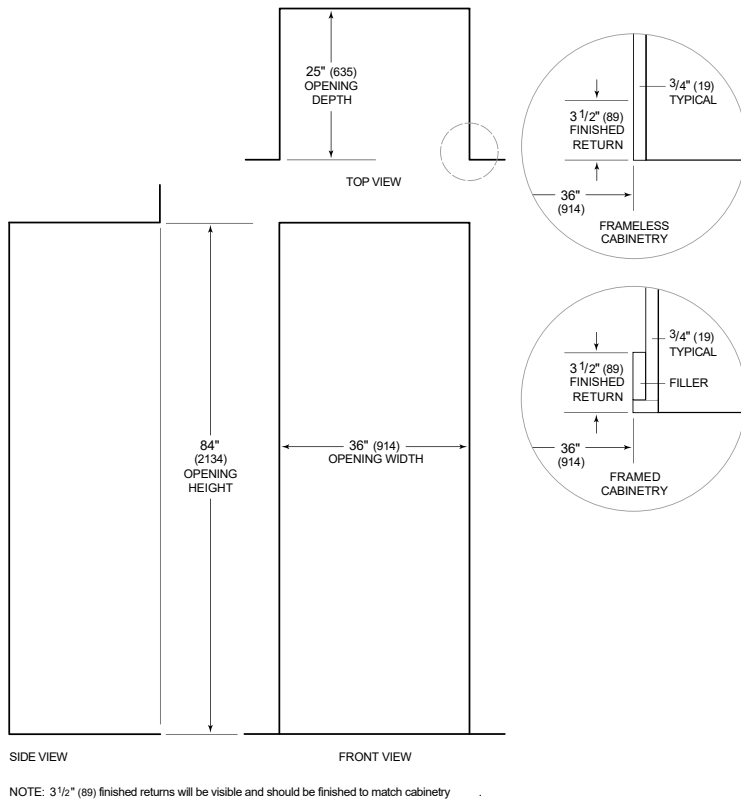 25" (635)
OPENING
DEPTH
TOP VIEW
3/4" (19)
TYPICAL
3 1/2" (89)
FINISHED
RETURN
36"
(914)
FRAMELESS
CABINETRY
3/4" (19)
TYPICAL
3 1/2" (89)
FINISHED
RETURN
FILLER
36"
(914)
FRAMED
CABINETRY
84"
(2134)
OPENING
HEIGHT
36" (914)
OPENING WIDTH
SIDE VIEW
FRONT VIEW
NOTE: 3 1/2" (89) finished returns will be visible and should be finished to match cabinetry .